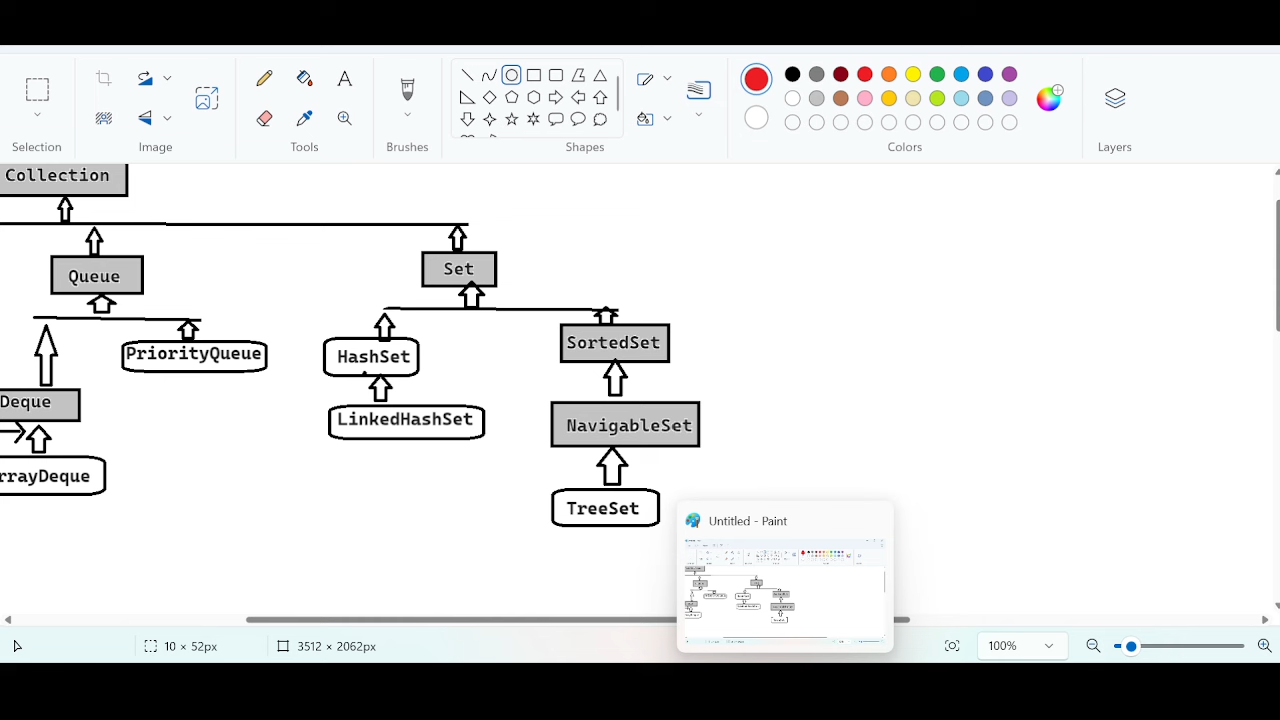 Selection
Image
Tools
Brushes
Shapes
Colors
Layers
Collection
Queue
Set
PriorityQueue
HashSet
SortedSet
Deque
LinkedHashSet
NavigableSet
rrayDeque
TreeSet
Untitled - Paint
10 × 52px
3512 × 2062px
100%